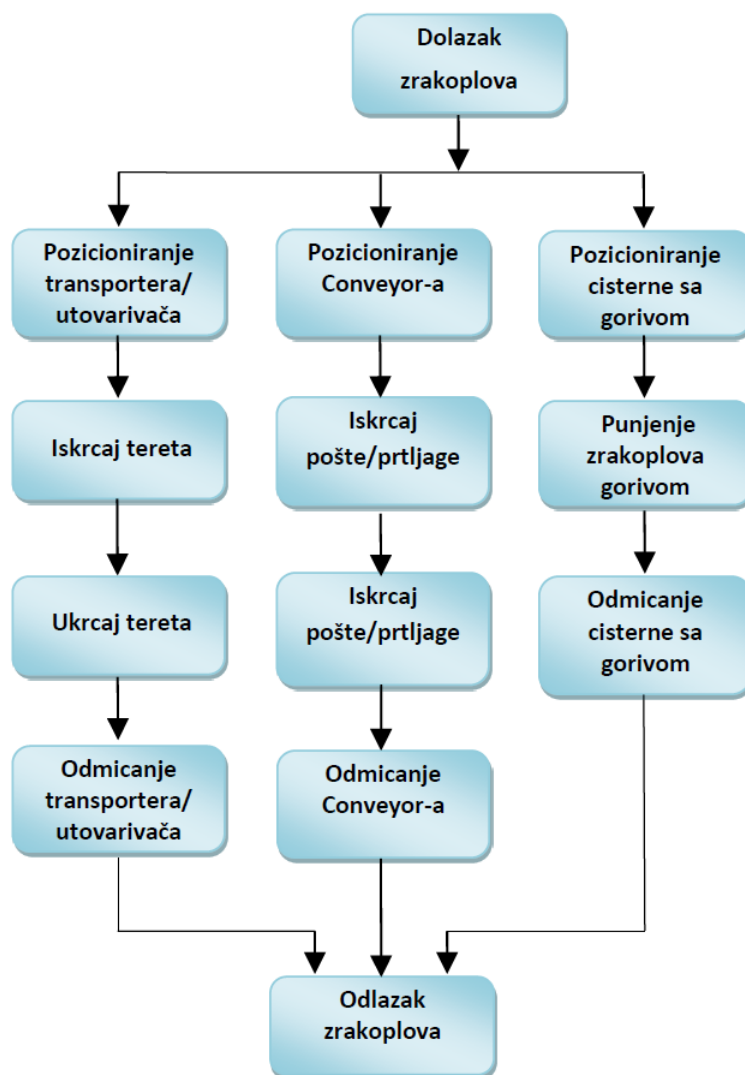 Dolazak
zrakoplova
Pozicioniranje
transportera/
utovarivača
Pozicioniranje
Conveyor-a
Pozicioniranje
cisterne sa
gorivom
Iskrcaj tereta
Iskrcaj
pošte/prtljage
Punjenje
zrakoplova
gorivom
Ukrcaj tereta
Iskrcaj
pošte/prtljage
Odmicanje
cisterne sa
gorivom
Odmicanje
transportera/
utovarivača
Odmicanje
Conveyor-a
Odlazak
zrakoplova